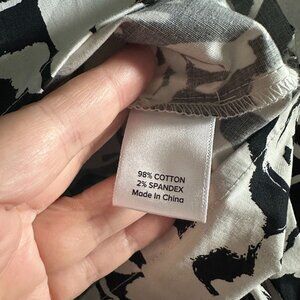 98% COTTON
2% SPANDEX
Made In China